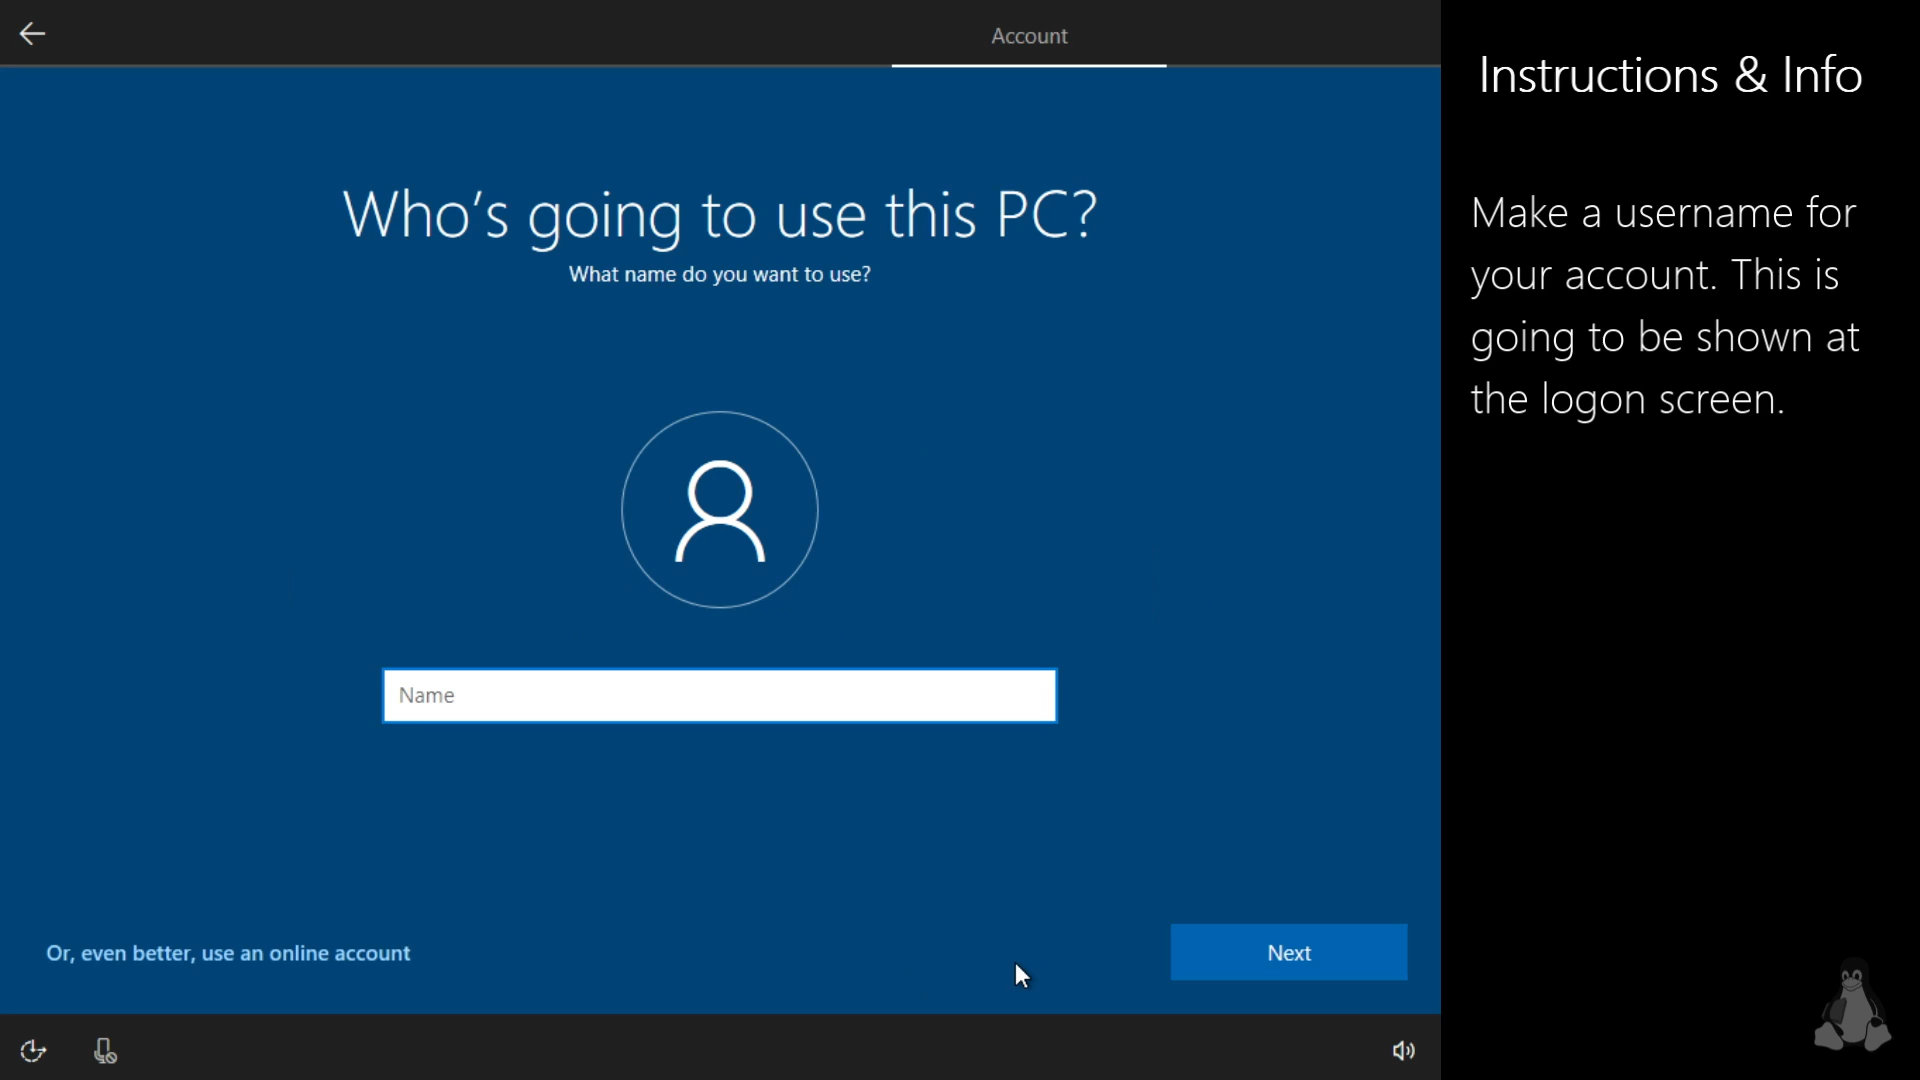 Account
Who's going to use this PC?
What name do you want to use?
Name
Or, even better, use an online account
Next
Instructions & Info
Make a username for
your account. This is
going to be shown at
the logon screen.